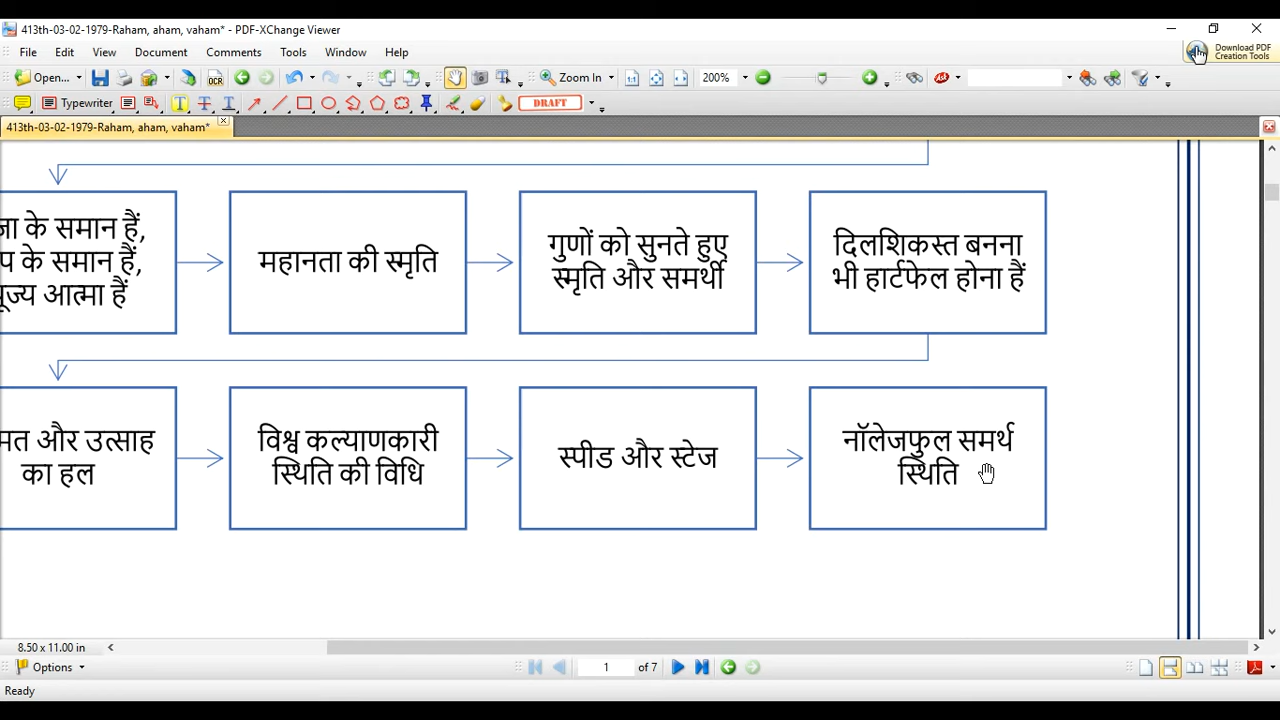 413th-03-02-1979-Raham, aham, vaham* - PDF-XChange Viewer
File Edit View Document Comments Tools Window Help
Download PDF
Creation Tools
Open... OCR Zoom In 200%
Typewriter DRAFT
413th-03-02-1979-Raham, aham, vaham*
के समान हैं,
के समान हैं,
आत्मा हैं
महानता की स्मृति
गुणों को सुनते हुए
स्मृति और समर्थी
दिलशिकस्त बनना
भी हार्टफेल होना हैं
और उत्साह
का हल
विश्व कल्याणकारी
स्थिति की विधि
स्पीड और स्टेज
नॉलेजफुल समर्थ
स्थिति
8.50 x 11.00 in
Options 1 of 7
Ready